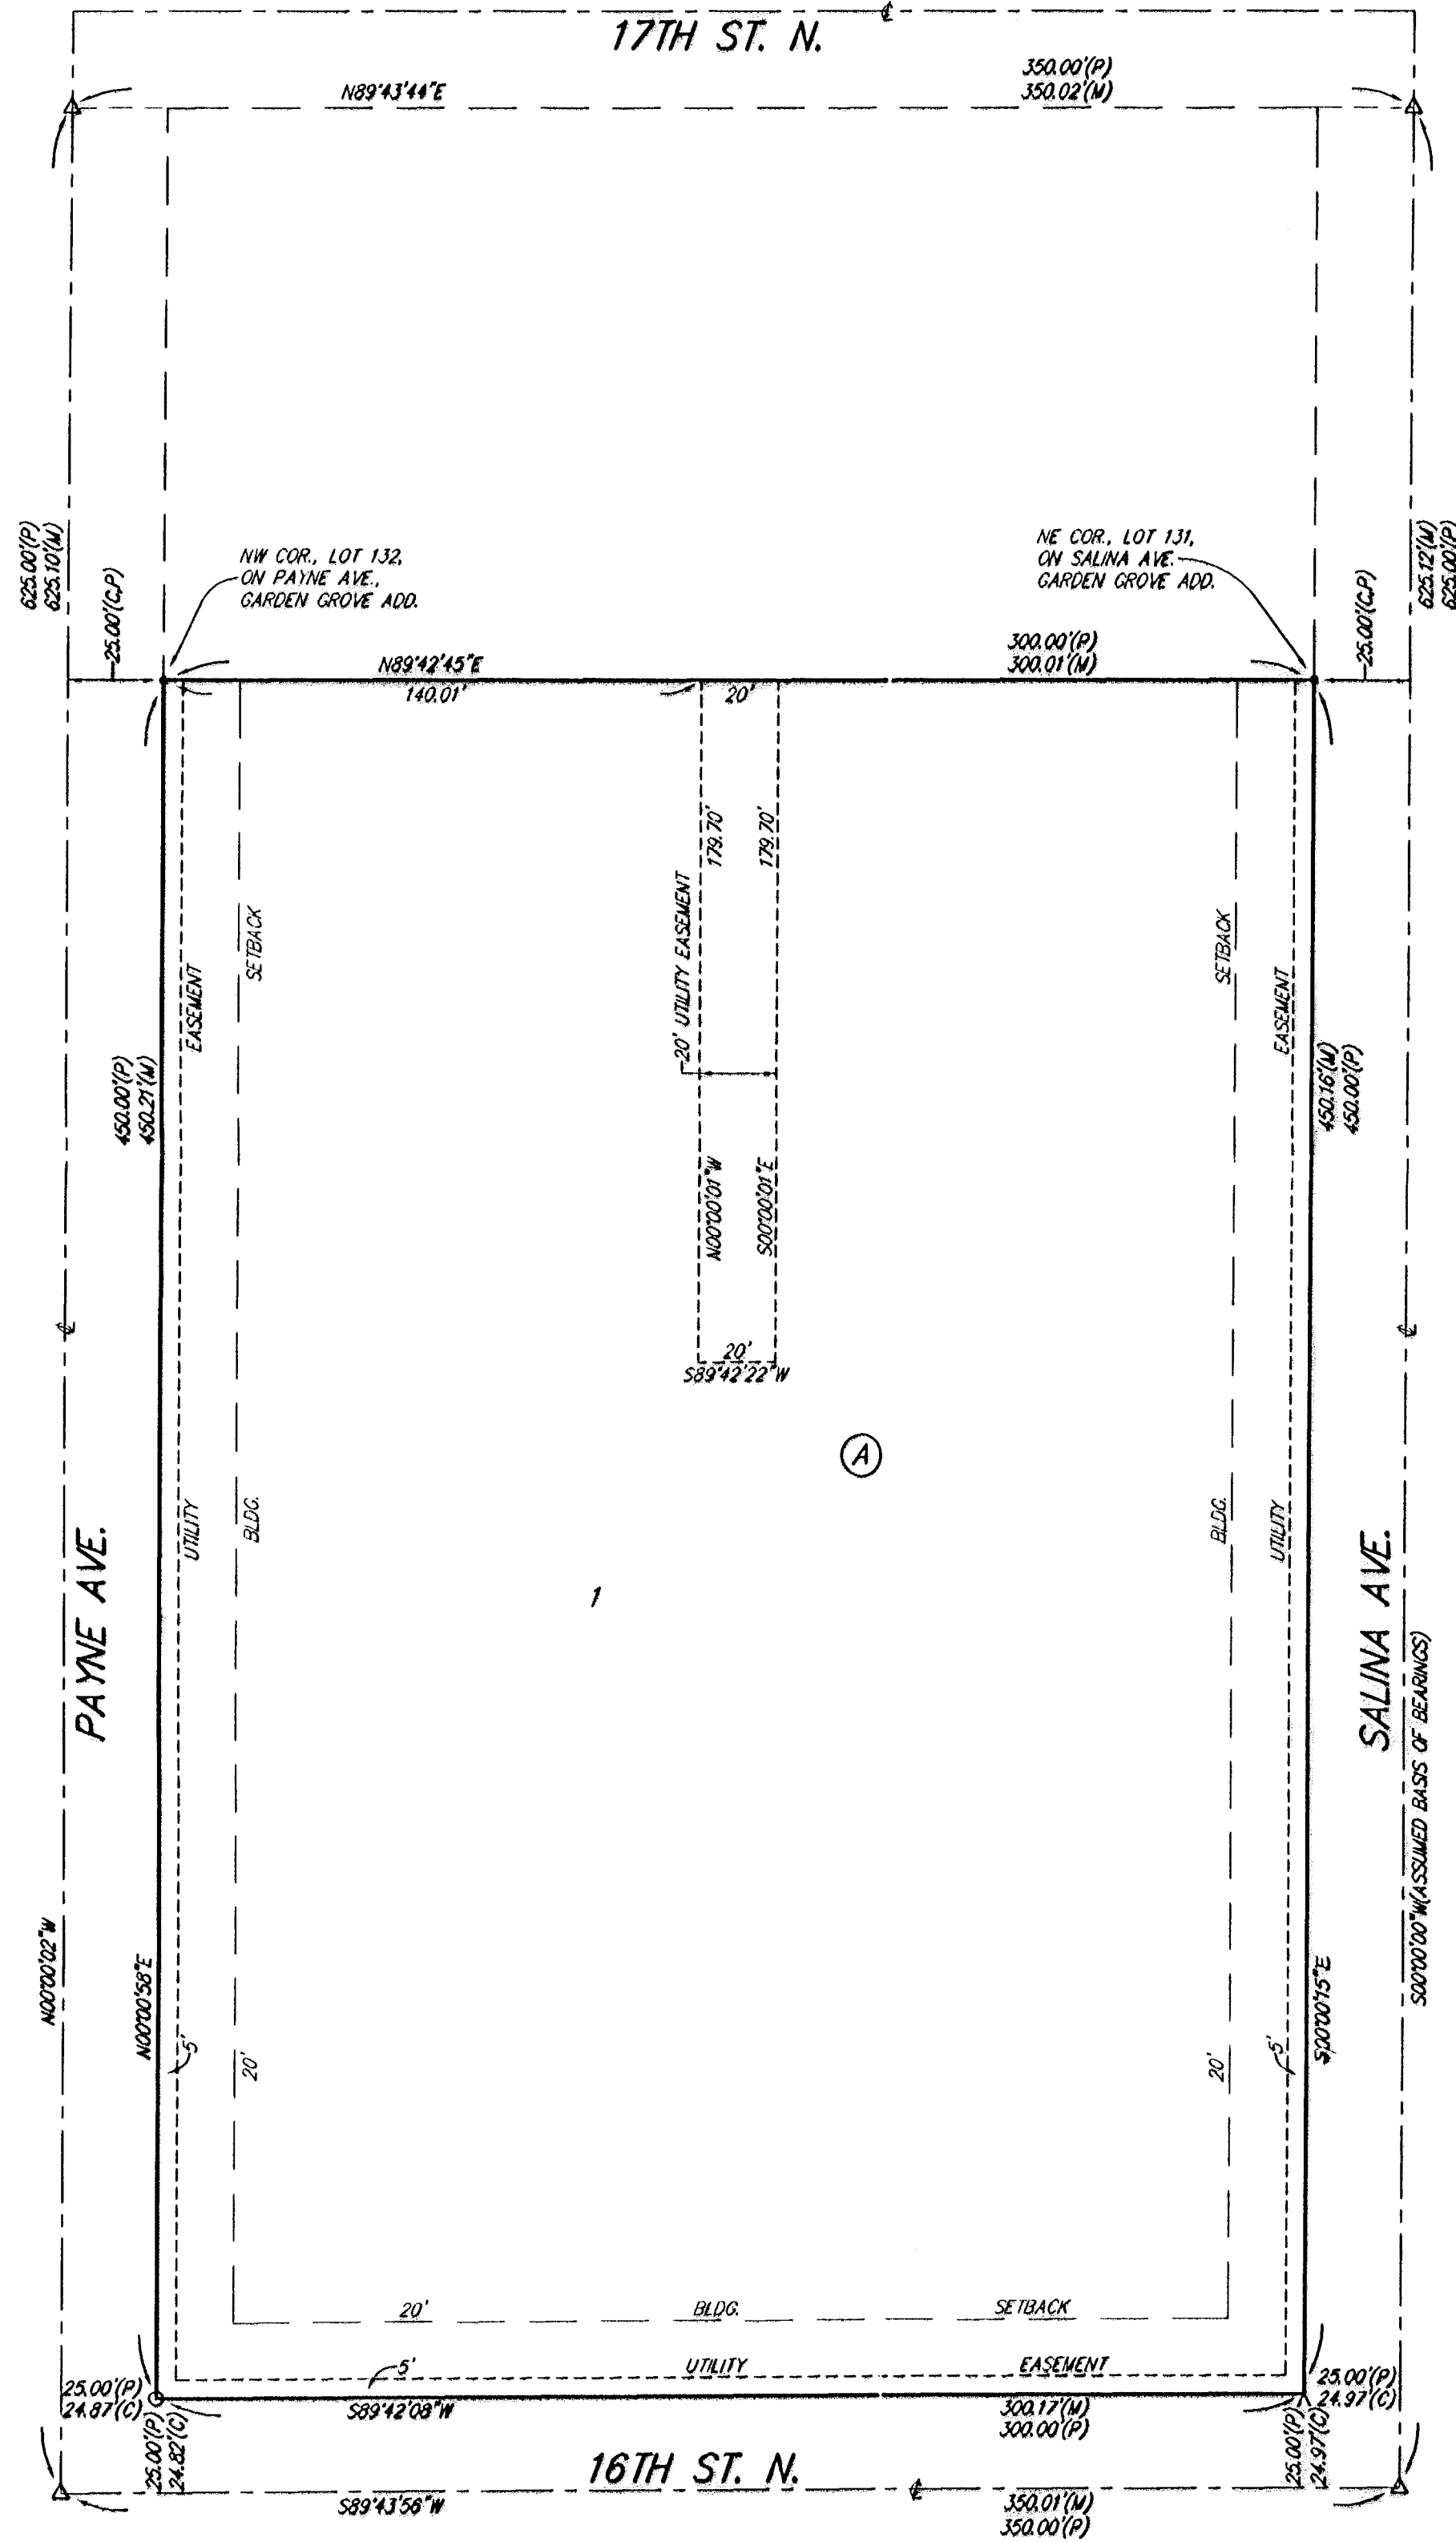 17TH ST. N.
N89°43'44"E
350.00'(P)
350.02'(M)
625.00'(P)
625.10'(M)
25.00'(C,P)
NW COR., LOT 132,
ON PAYNE AVE.,
GARDEN GROVE ADD.
NE COR., LOT 131,
ON SALINA AVE.
GARDEN GROVE ADD.
25.00'(C,P)
625.12'(M)
625.00'(P)
N89°42'45"E
140.01'
20'
300.00'(P)
300.01'(M)
179.70'
179.70'
20' UTILITY EASEMENT
SETBACK
EASEMENT
SETBACK
EASEMENT
450.00'(P)
450.21'(M)
450.16'(M)
450.00'(P)
N00°00'01"W
S00°00'01"E
20'
S89°42'22"W
A
UTILITY
BLDG.
BLDG.
UTILITY
1
PAYNE AVE.
SALINA AVE.
S00°00'00"W(ASSUMED BASIS OF BEARINGS)
N00°00'02"W
N00°00'58"E
5'
20'
20'
5'
S00°00'15"E
20' BLDG. SETBACK
5' UTILITY EASEMENT
25.00'(P)
24.87'(C)
25.00'(P)
24.82'(C)
S89°42'08"W
300.17'(M)
300.00'(P)
25.00'(P)
24.97'(C)
25.00'(P)
24.97'(C)
16TH ST. N.
S89°43'56"W
350.01'(M)
350.00'(P)